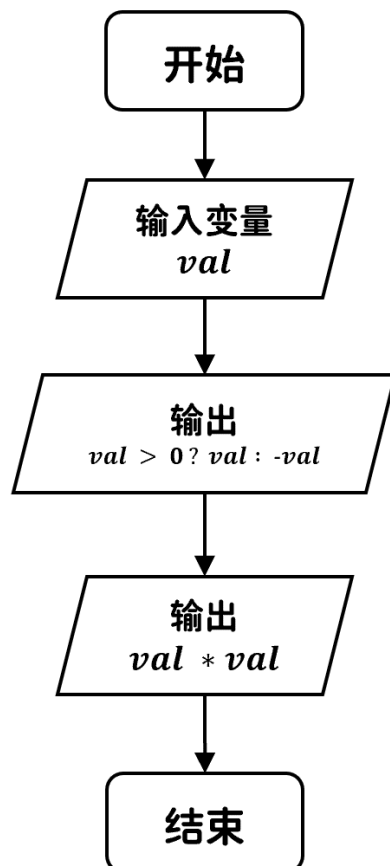 开始
输入变量
val
输出
val > 0 ? val : -val
输出
val * val
结束